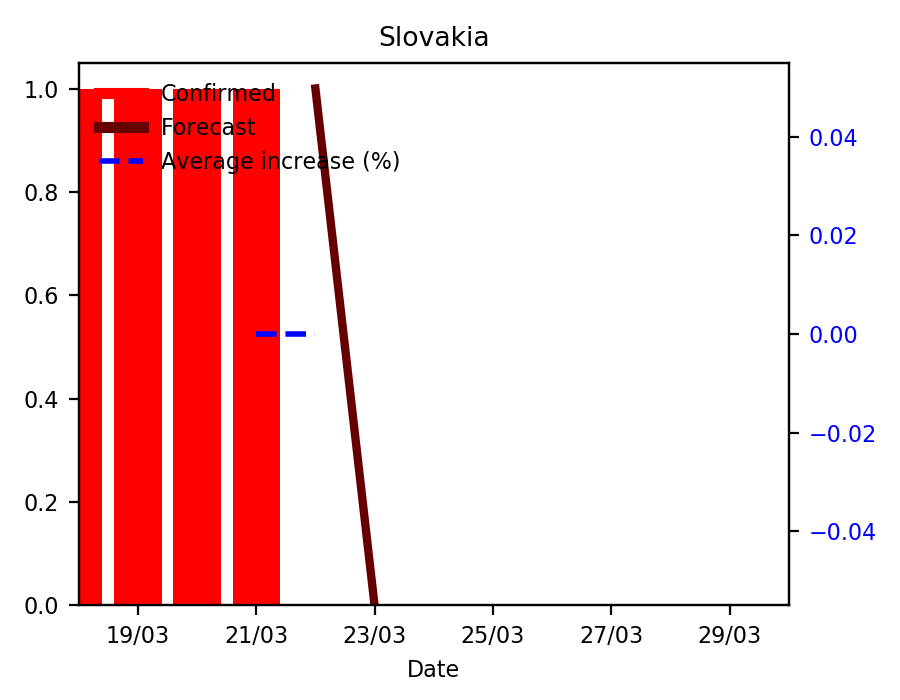 Slovakia
Confirmed
Forecast
Average increase (%)
1.0
0.8
0.6
0.4
0.2
0.0
0.04
0.02
0.00
−0.02
−0.04
19/03 21/03 23/03 25/03 27/03 29/03
Date